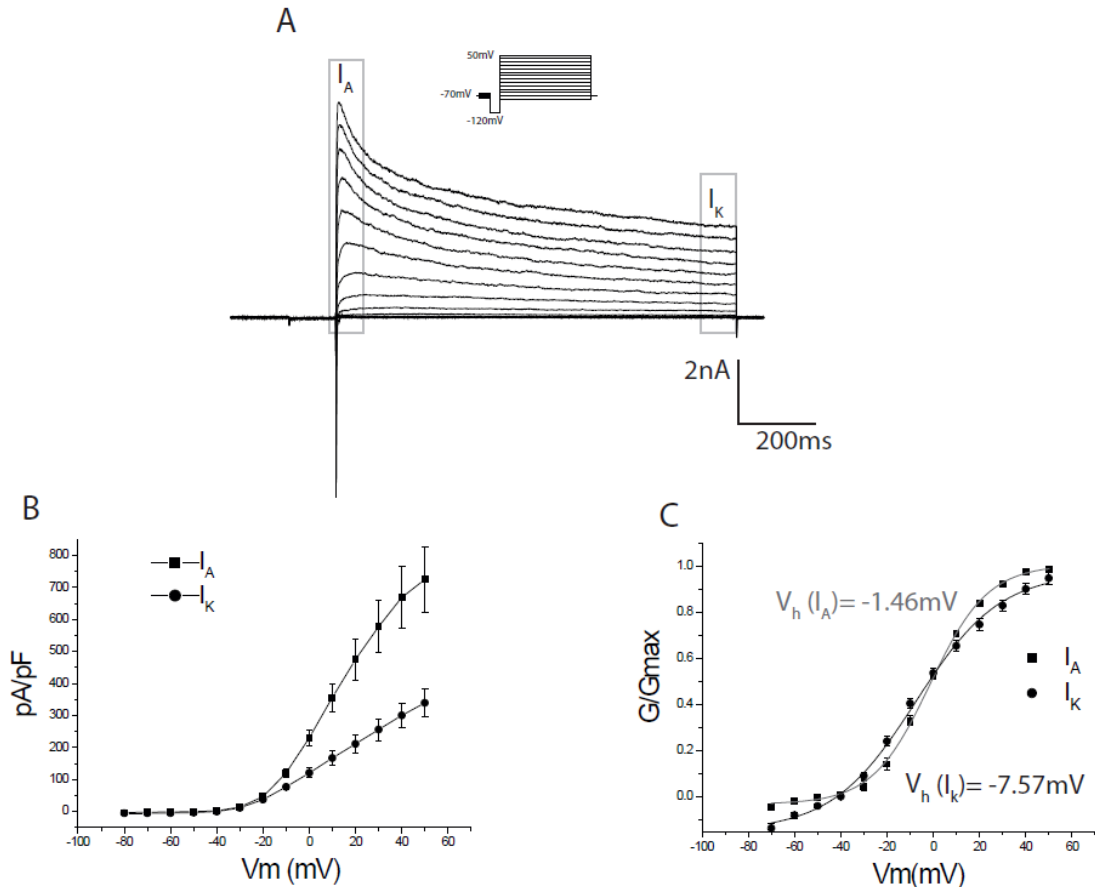 A
I_A
50mV
-70mV
-120mV
I_K
2nA
200ms
B
I_A
I_K
800
700
600
500
400
300
200
100
0
pA/pF
-100 -80 -60 -40 -20 0 20 40 60
Vm (mV)
C
1.0
0.8
0.6
0.4
0.2
0.0
G/Gmax
V_h (I_A)= -1.46mV
I_A
I_K
V_h (I_k)= -7.57mV
-100 -80 -60 -40 -20 0 20 40 60
Vm(mV)